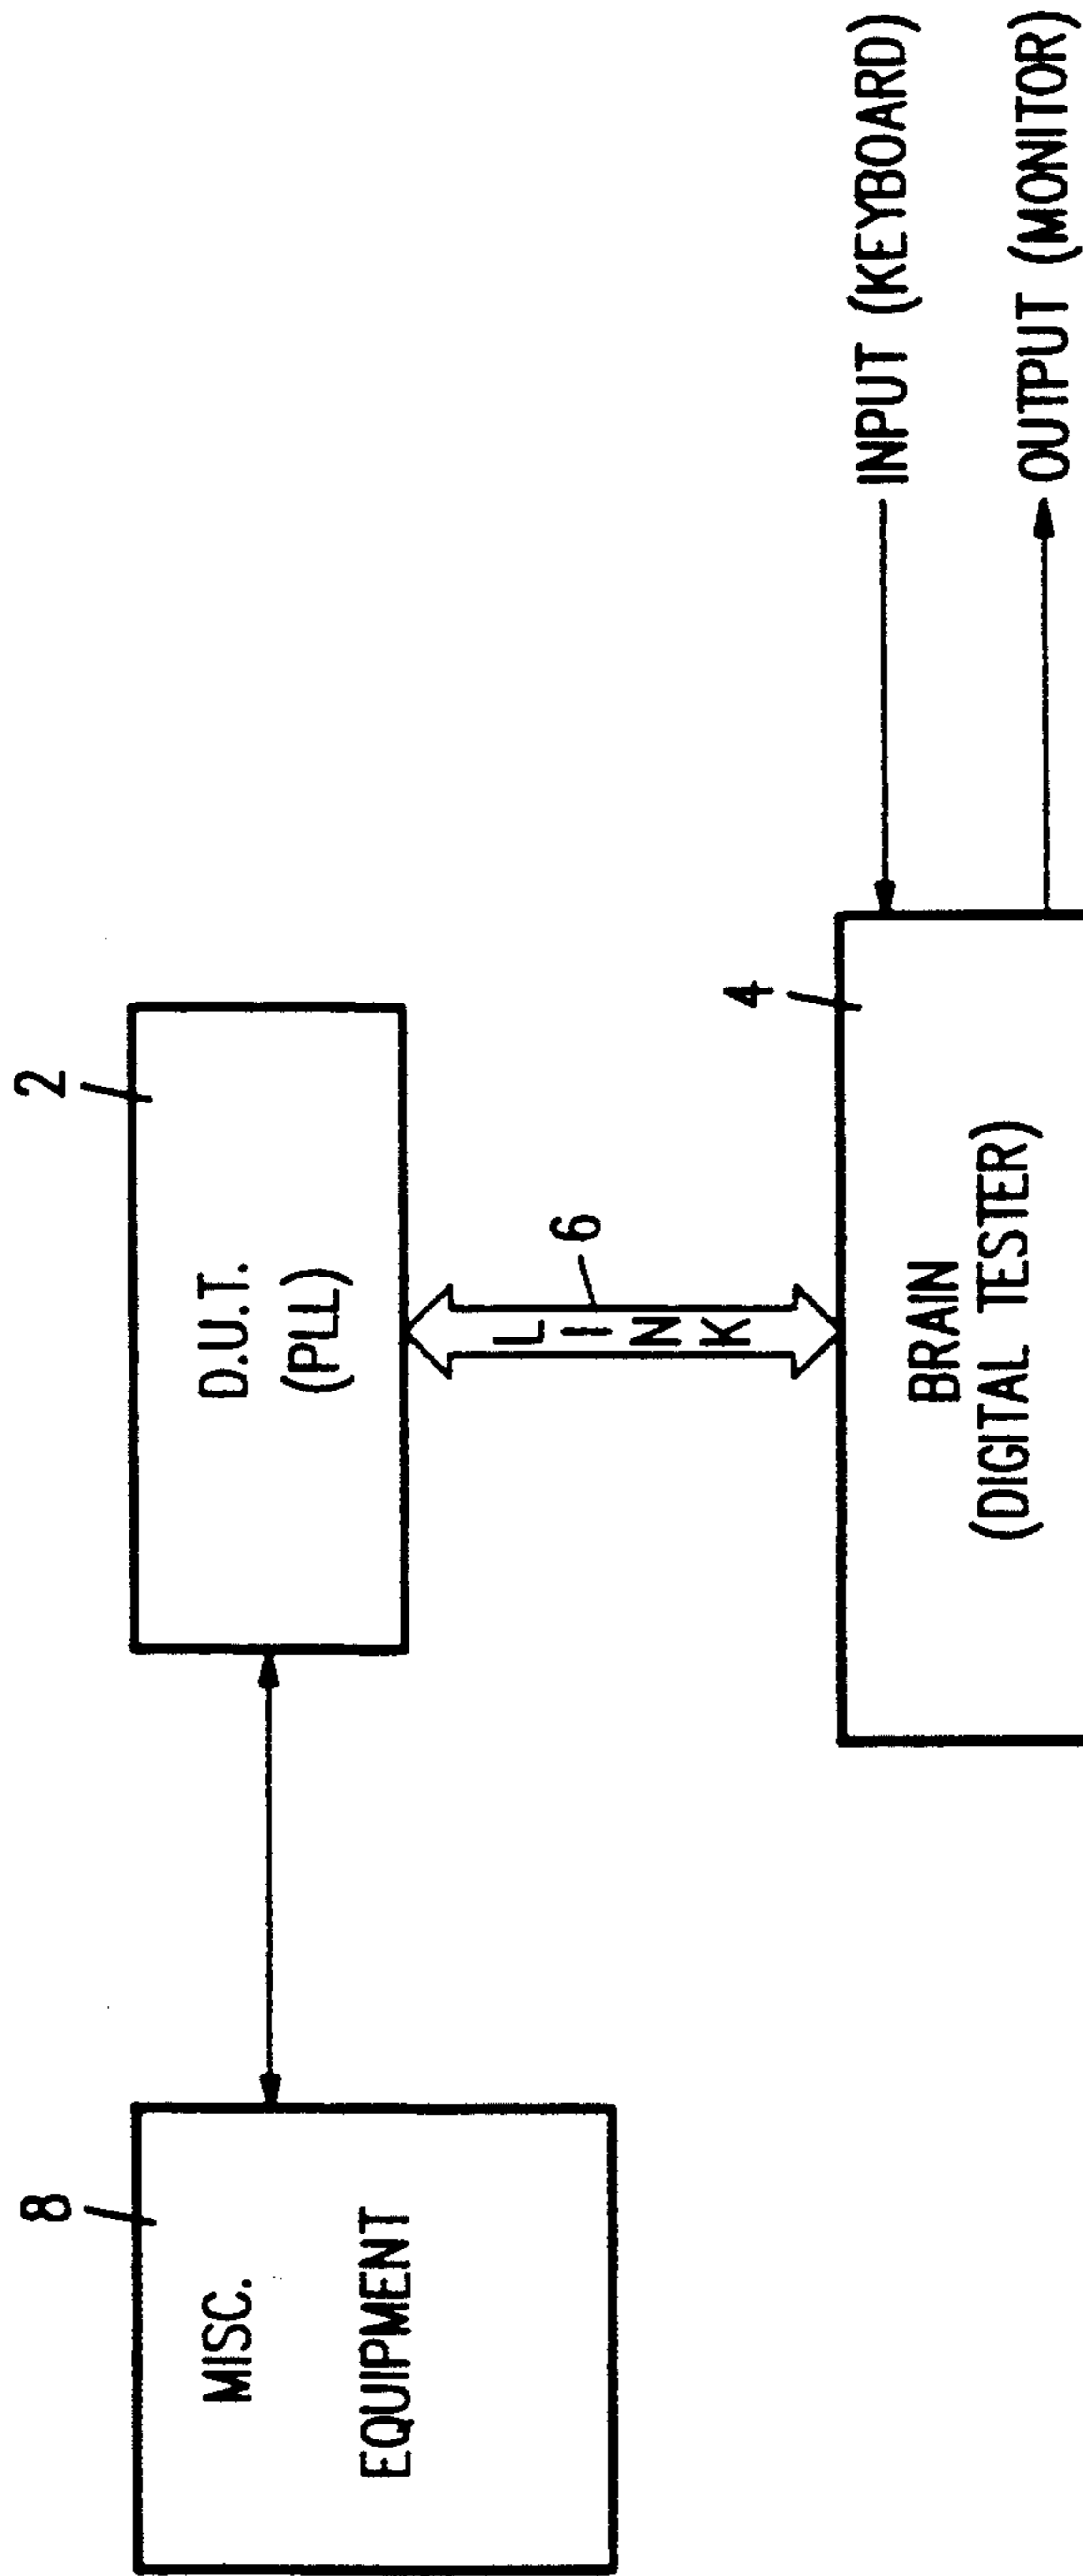 8
MISC.
EQUIPMENT
2
D.U.T.
(PLL)
6
LINK
4
BRAIN
(DIGITAL TESTER)
INPUT (KEYBOARD)
OUTPUT (MONITOR)